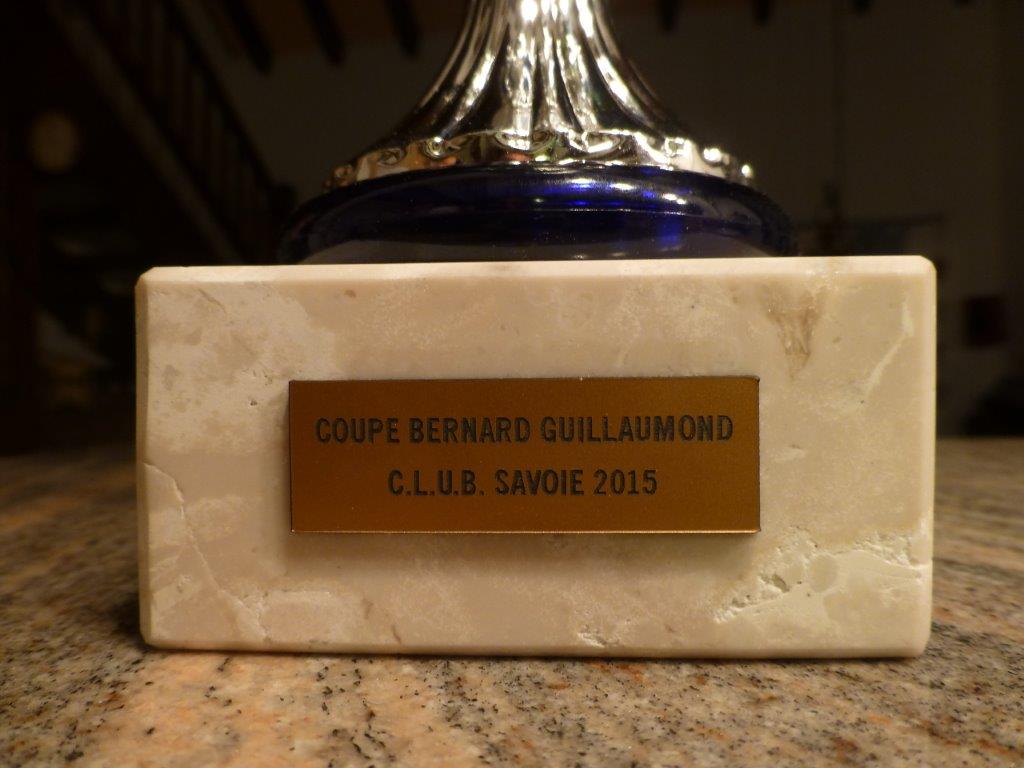 COUPE BERNARD GUILLAUMOND
C.L.U.B. SAVOIE 2015